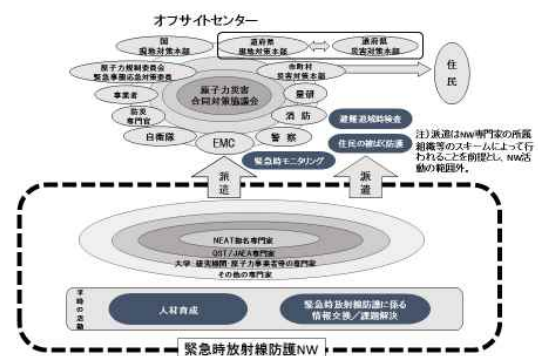 オフサイトセンター
国
現地対策本部
道府県
現地対策本部
道府県
災害対策本部
原子力規制委員会
緊急事態応急対策委員
市町村
災害対策本部
住民
原子力災害
合同対策協議会
事業者
量研
防災
専門官
消防
自衛隊
EMC
警察
避難退域時検査
住民の被ばく防護
緊急時モニタリング
注）派遣はNW専門家の所属
組織等のスキームによって行
われることを前提とし、NW活
動の範囲外。
派遣
派遣
NEAT指名専門家
QST/JAEA専門家
大学・研究機関・原子力事業者等の専門家
その他の専門家
平時の活動
人材育成
緊急時放射線防護に係る
情報交換／課題解決
緊急時放射線防護NW